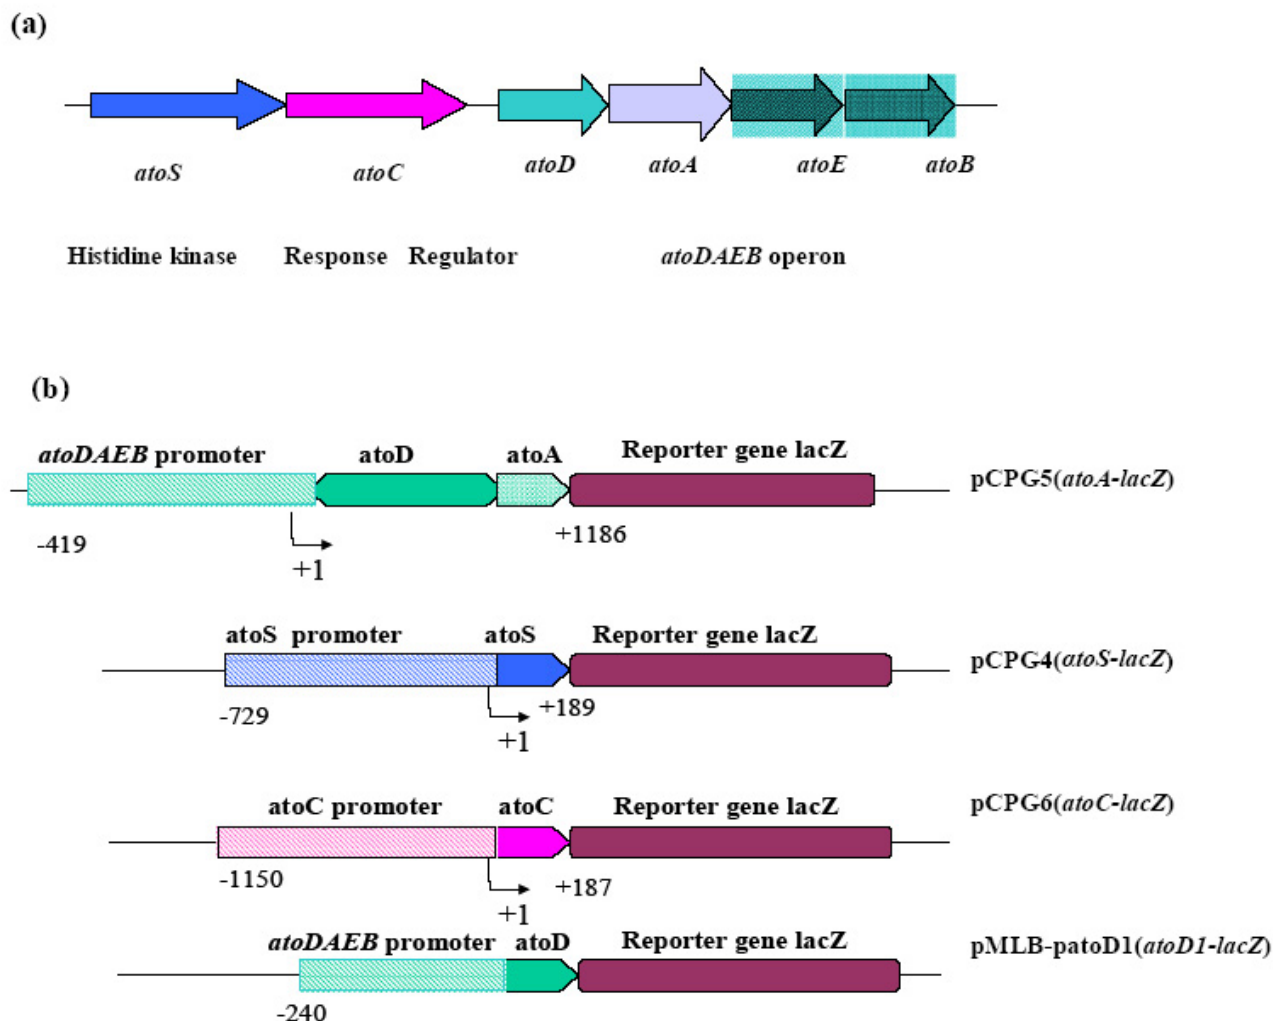 (a)
atoS atoC atoD atoA atoE atoB
Histidine kinase Response Regulator atoDAEB operon
(b)
atoDAEB promoter atoD atoA Reporter gene lacZ
pCPG5(atoA-lacZ)
-419 +1 +1186
atoS promoter atoS Reporter gene lacZ
pCPG4(atoS-lacZ)
-729 +1 +189
atoC promoter atoC Reporter gene lacZ
pCPG6(atoC-lacZ)
-1150 +1 +187
atoDAEB promoter atoD Reporter gene lacZ
pMLB-patoD1(atoD1-lacZ)
-240